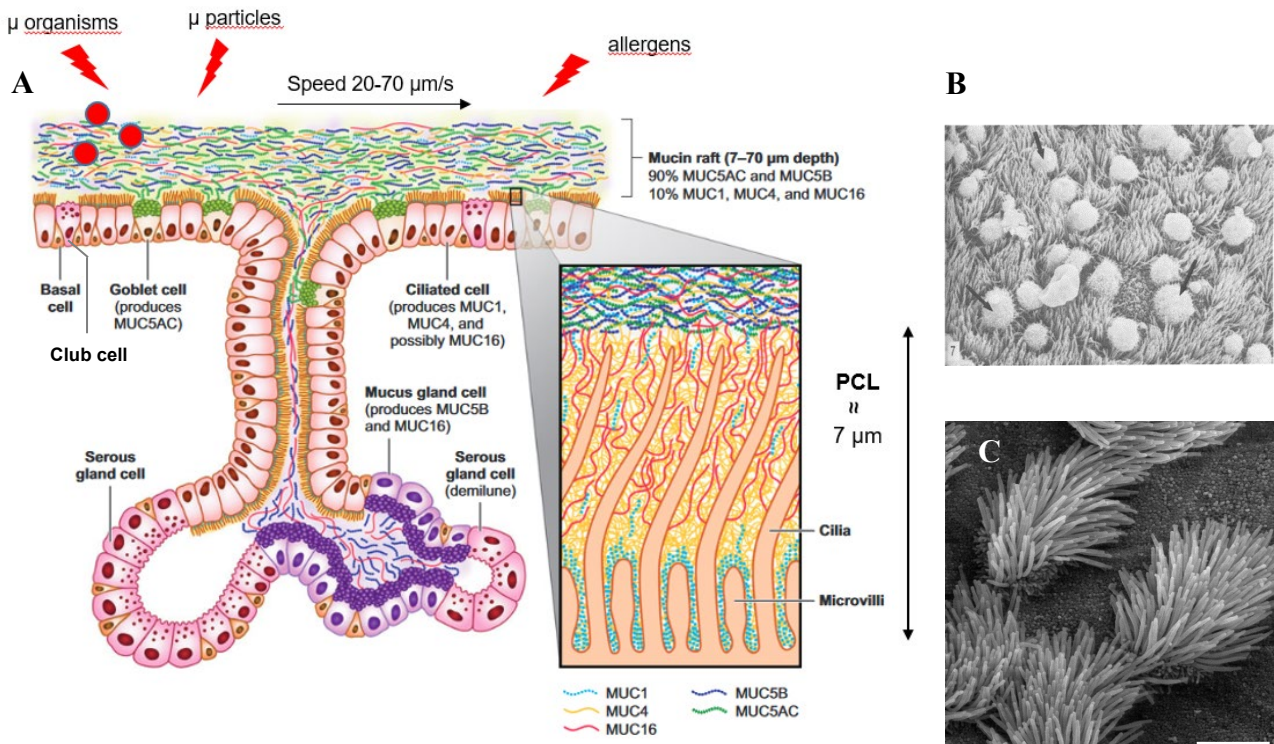 μ organisms
μ particles
allergens
A
Speed 20-70 μm/s
B
Mucin raft (7–70 μm depth)
90% MUC5AC and MUC5B
10% MUC1, MUC4, and MUC16
Basal
cell
Goblet cell
(produces
MUC5AC)
Ciliated cell
(produces MUC1,
MUC4, and
possibly MUC16)
Club cell
7
PCL
≈
7 μm
Mucus gland cell
(produces MUC5B
and MUC16)
Serous
gland cell
Serous
gland cell
(demilune)
C
Cilia
Microvilli
MUC1
MUC4
MUC16
MUC5B
MUC5AC